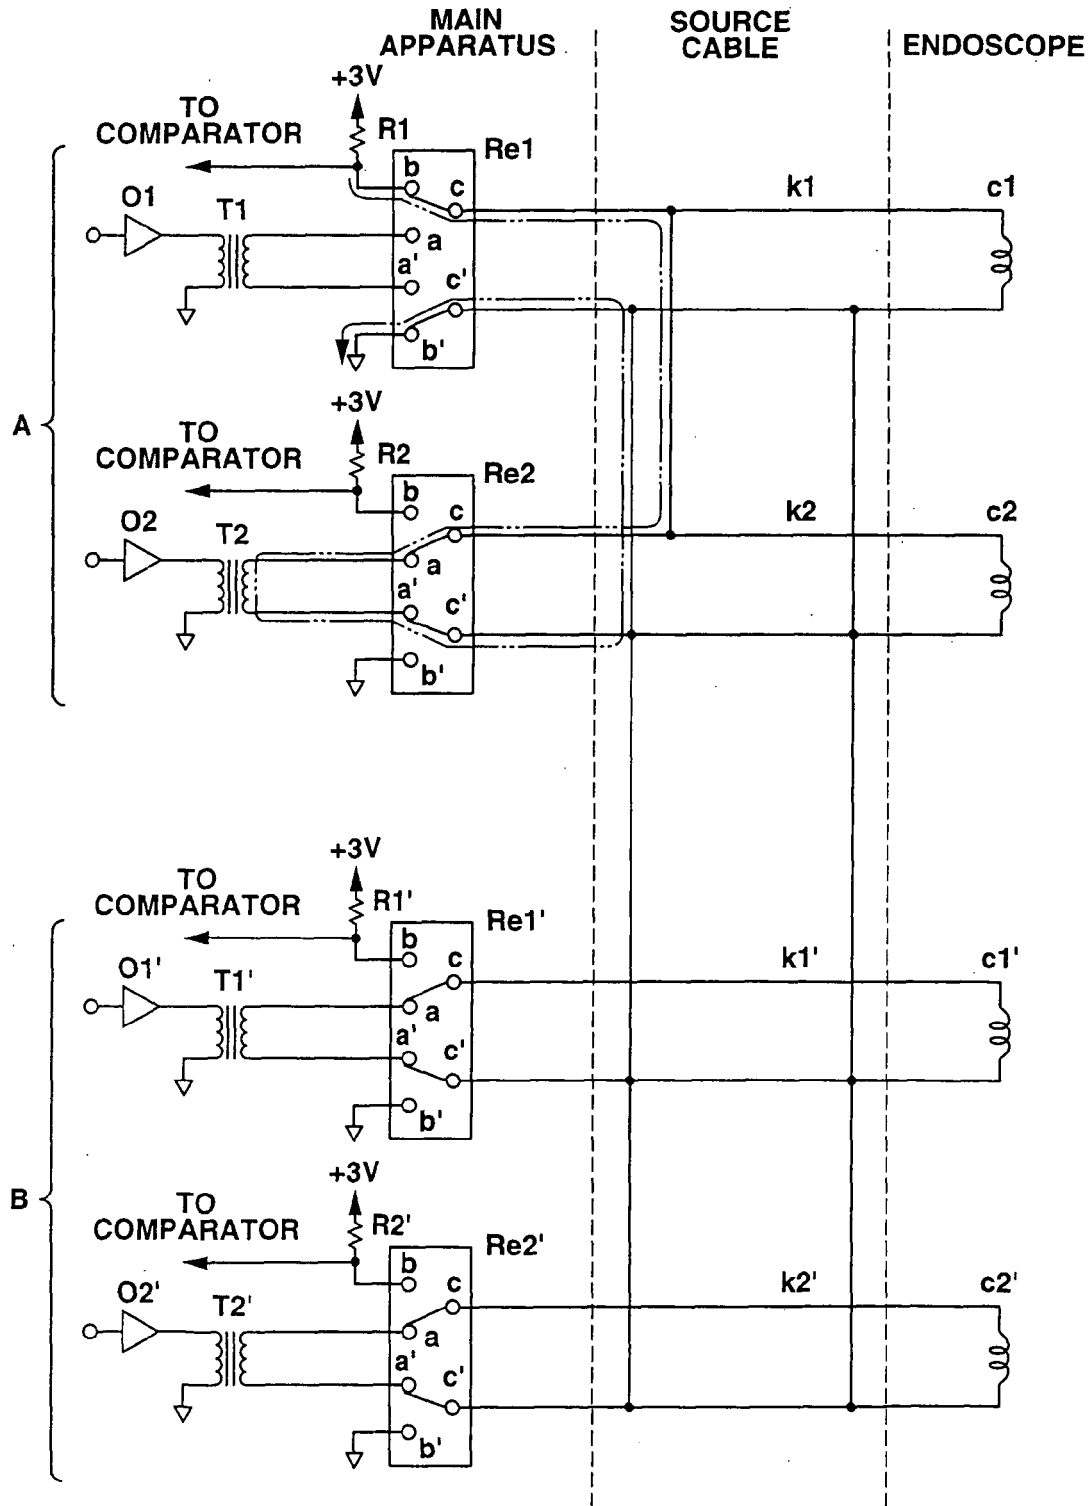 MAIN
APPARATUS
SOURCE
CABLE
ENDOSCOPE
+3V
TO
COMPARATOR
R1
Re1
b
c
k1
c1
O1
T1
a
a'
c'
b'
A
+3V
TO
COMPARATOR
R2
Re2
b
c
k2
c2
O2
T2
a
a'
c'
b'
+3V
TO
COMPARATOR
R1'
Re1'
b
c
k1'
c1'
O1'
T1'
a
a'
c'
b'
B
+3V
TO
COMPARATOR
R2'
Re2'
b
c
k2'
c2'
O2'
T2'
a
a'
c'
b'